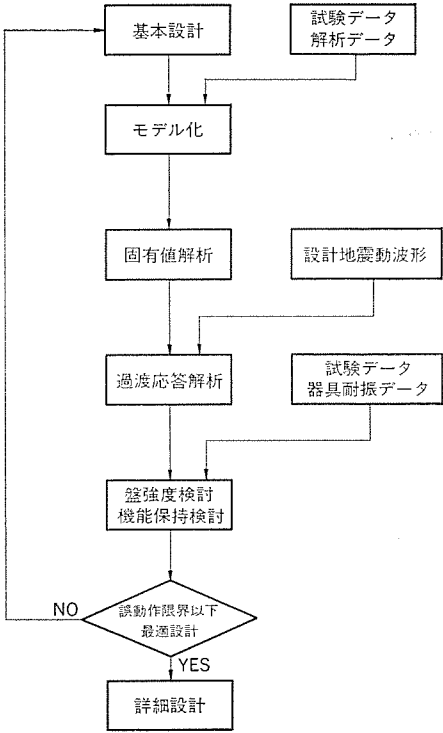 基本設計
試験データ
解析データ
モデル化
固有値解析
設計地震動波形
過渡応答解析
試験データ
器具耐振データ
盤強度検討
機能保持検討
誤動作限界以下
最適設計
NO
YES
詳細設計